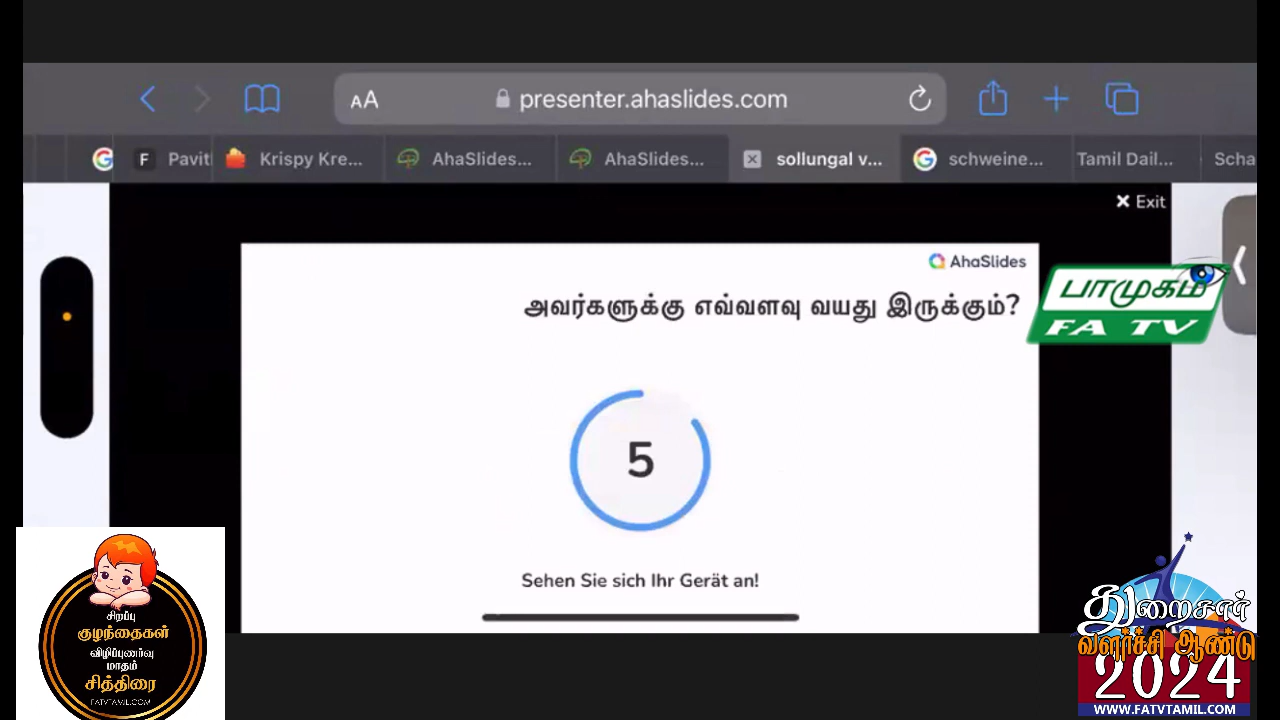 AA
presenter.ahaslides.com
F
Paviti
Krispy Kre...
AhaSlides...
AhaSlides...
sollungal v...
schweine...
Tamil Dail...
Scha
Exit
AhaSlides
அவர்களுக்கு எவ்வளவு வயது இருக்கும்?
பாமுகம்
FA TV
5
Sehen Sie sich Ihr Gerät an!
சிறப்பு
குழந்தைகள்
விழிப்புணர்வு
மாதம்
சித்திரை
FATVTAMIL.COM
துறைசார்
வளர்ச்சி ஆண்டு
2024
WWW.FATVTAMIL.COM